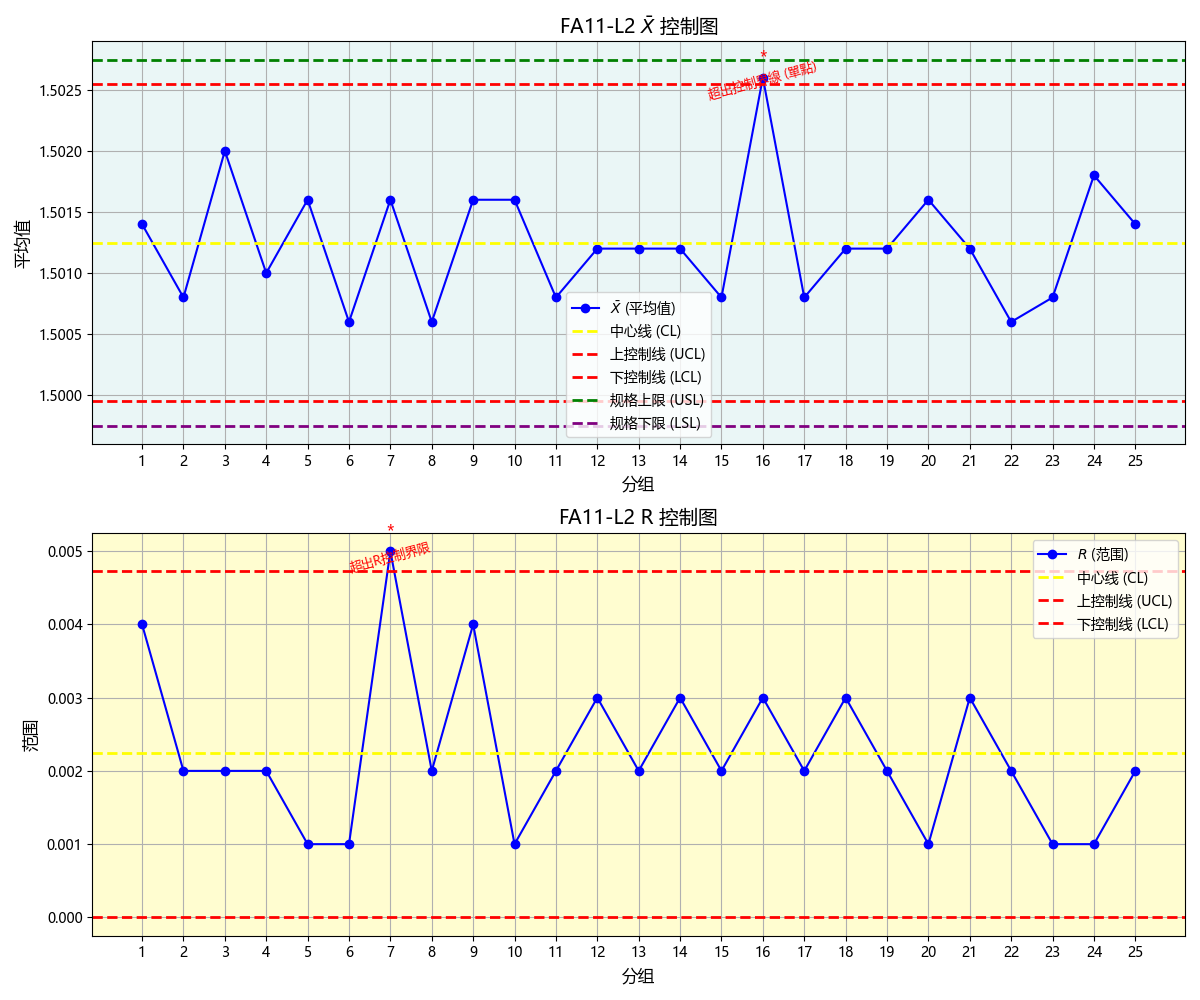 FA11-L2 X̄ 控制图
*
超出控制界線 (單點)
1.5025
1.5020
1.5015
1.5010
1.5005
1.5000
平均值
X̄ (平均值)
中心线 (CL)
上控制线 (UCL)
下控制线 (LCL)
规格上限 (USL)
规格下限 (LSL)
1 2 3 4 5 6 7 8 9 10 11 12 13 14 15 16 17 18 19 20 21 22 23 24 25
分组
FA11-L2 R 控制图
*
超出R控制界限
0.005
0.004
0.003
0.002
0.001
0.000
范围
R (范围)
中心线 (CL)
上控制线 (UCL)
下控制线 (LCL)
1 2 3 4 5 6 7 8 9 10 11 12 13 14 15 16 17 18 19 20 21 22 23 24 25
分组